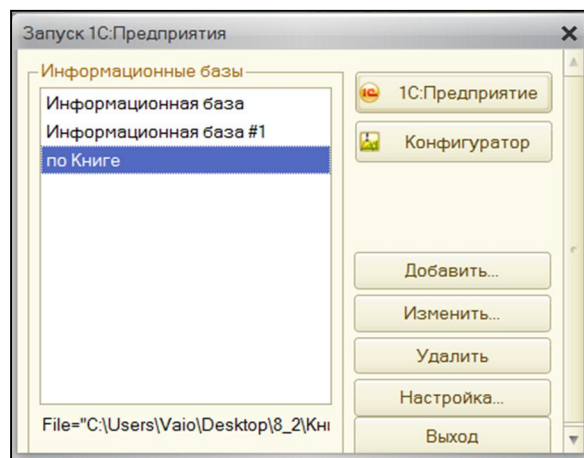 Запуск 1С:Предприятия
Информационные базы
Информационная база
Информационная база #1
по Книге
File="C:\Users\Vaio\Desktop\8_2\Кни
1С:Предприятие
Конфигуратор
Добавить...
Изменить...
Удалить
Настройка...
Выход